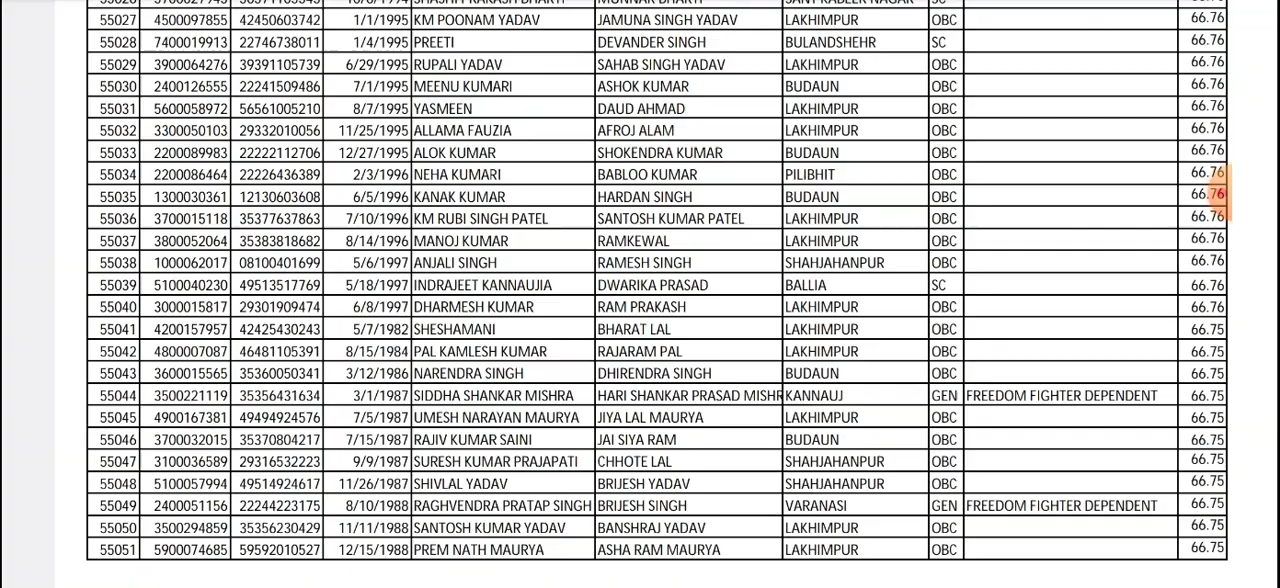 55027 4500097855 42450603742 1/1/1995 KM POONAM YADAV JAMUNA SINGH YADAV LAKHIMPUR OBC 66.76
55028 7400019913 22746738011 1/4/1995 PREETI DEVANDER SINGH BULANDSHEHR SC 66.76
55029 3900064276 39391105739 6/29/1995 RUPALI YADAV SAHAB SINGH YADAV LAKHIMPUR OBC 66.76
55030 2400126555 22241509486 7/1/1995 MEENU KUMARI ASHOK KUMAR BUDAUN OBC 66.76
55031 5600058972 56561005210 8/7/1995 YASMEEN DAUD AHMAD LAKHIMPUR OBC 66.76
55032 3300050103 29332010056 11/25/1995 ALLAMA FAUZIA AFROJ ALAM LAKHIMPUR OBC 66.76
55033 2200089983 22222112706 12/27/1995 ALOK KUMAR SHOKENDRA KUMAR BUDAUN OBC 66.76
55034 2200086464 22226436389 2/3/1996 NEHA KUMARI BABLOO KUMAR PILIBHIT OBC 66.76
55035 1300030361 12130603608 6/5/1996 KANAK KUMAR HARDAN SINGH BUDAUN OBC 66.76
55036 3700015118 35377637863 7/10/1996 KM RUBI SINGH PATEL SANTOSH KUMAR PATEL LAKHIMPUR OBC 66.76
55037 3800052064 35383818682 8/14/1996 MANOJ KUMAR RAMKEWAL LAKHIMPUR OBC 66.76
55038 1000062017 08100401699 5/6/1997 ANJALI SINGH RAMESH SINGH SHAHJAHANPUR OBC 66.76
55039 5100040230 49513517769 5/18/1997 INDRAJEET KANNAUJIA DWARIKA PRASAD BALLIA SC 66.76
55040 3000015817 29301909474 6/8/1997 DHARMESH KUMAR RAM PRAKASH LAKHIMPUR OBC 66.76
55041 4200157957 42425430243 5/7/1982 SHESHAMANI BHARAT LAL LAKHIMPUR OBC 66.75
55042 4800007087 46481105391 8/15/1984 PAL KAMLESH KUMAR RAJARAM PAL LAKHIMPUR OBC 66.75
55043 3600015565 35360050341 3/12/1986 NARENDRA SINGH DHIRENDRA SINGH BUDAUN OBC 66.75
55044 3500221119 35356431634 3/1/1987 SIDDHA SHANKAR MISHRA HARI SHANKAR PRASAD MISHR KANNAUJ GEN FREEDOM FIGHTER DEPENDENT 66.75
55045 4900167381 49494924576 7/5/1987 UMESH NARAYAN MAURYA JIYA LAL MAURYA LAKHIMPUR OBC 66.75
55046 3700032015 35370804217 7/15/1987 RAJIV KUMAR SAINI JAI SIYA RAM BUDAUN OBC 66.75
55047 3100036589 29316532223 9/9/1987 SURESH KUMAR PRAJAPATI CHHOTE LAL SHAHJAHANPUR OBC 66.75
55048 5100057994 49514924617 11/26/1987 SHIVLAL YADAV BRIJESH YADAV SHAHJAHANPUR OBC 66.75
55049 2400051156 22244223175 8/10/1988 RAGHVENDRA PRATAP SINGH BRIJESH SINGH VARANASI GEN FREEDOM FIGHTER DEPENDENT 66.75
55050 3500294859 35356230429 11/11/1988 SANTOSH KUMAR YADAV BANSHRAJ YADAV LAKHIMPUR OBC 66.75
55051 5900074685 59592010527 12/15/1988 PREM NATH MAURYA ASHA RAM MAURYA LAKHIMPUR OBC 66.75